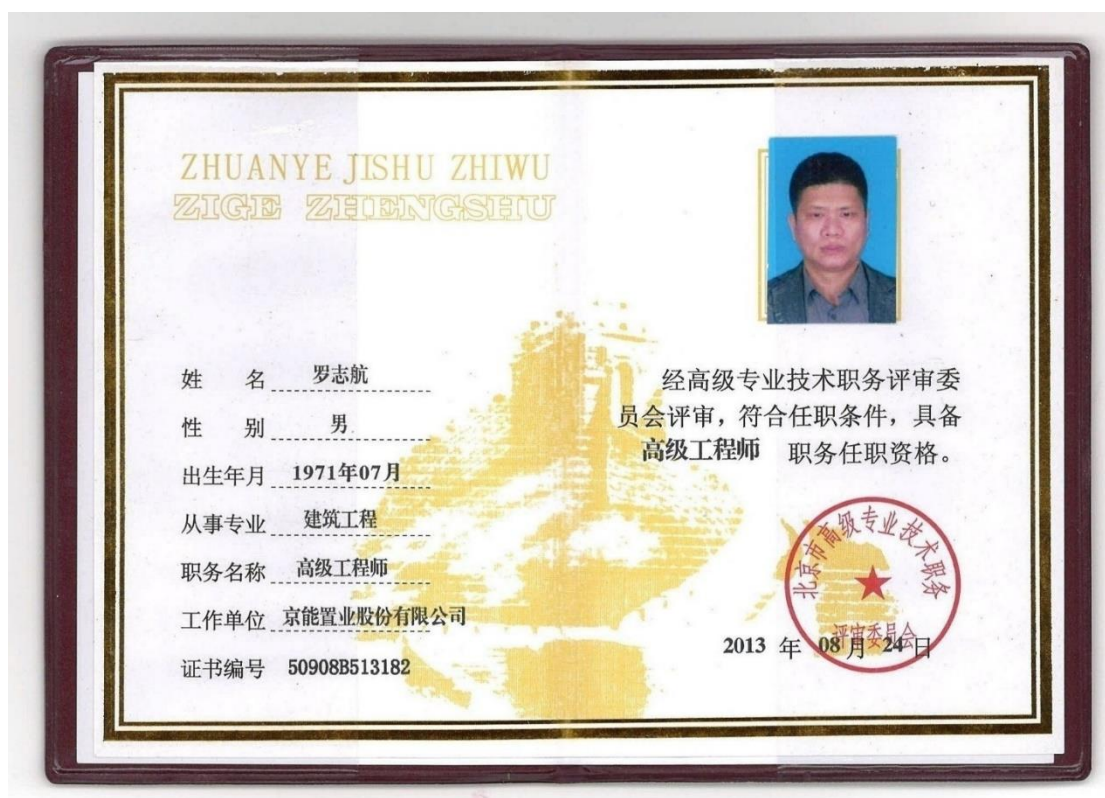 ZHUANYE JISHU ZHIWU
ZIGE ZHENGSHU
姓 名 罗志航
性 别 男
出生年月 1971年07月
从事专业 建筑工程
职务名称 高级工程师
工作单位 京能置业股份有限公司
证书编号 50908B513182
经高级专业技术职务评审委
员会评审，符合任职条件，具备
高级工程师 职务任职资格。
北京市高级专业技术职务
评审委员会
2013 年 08 月 24 日